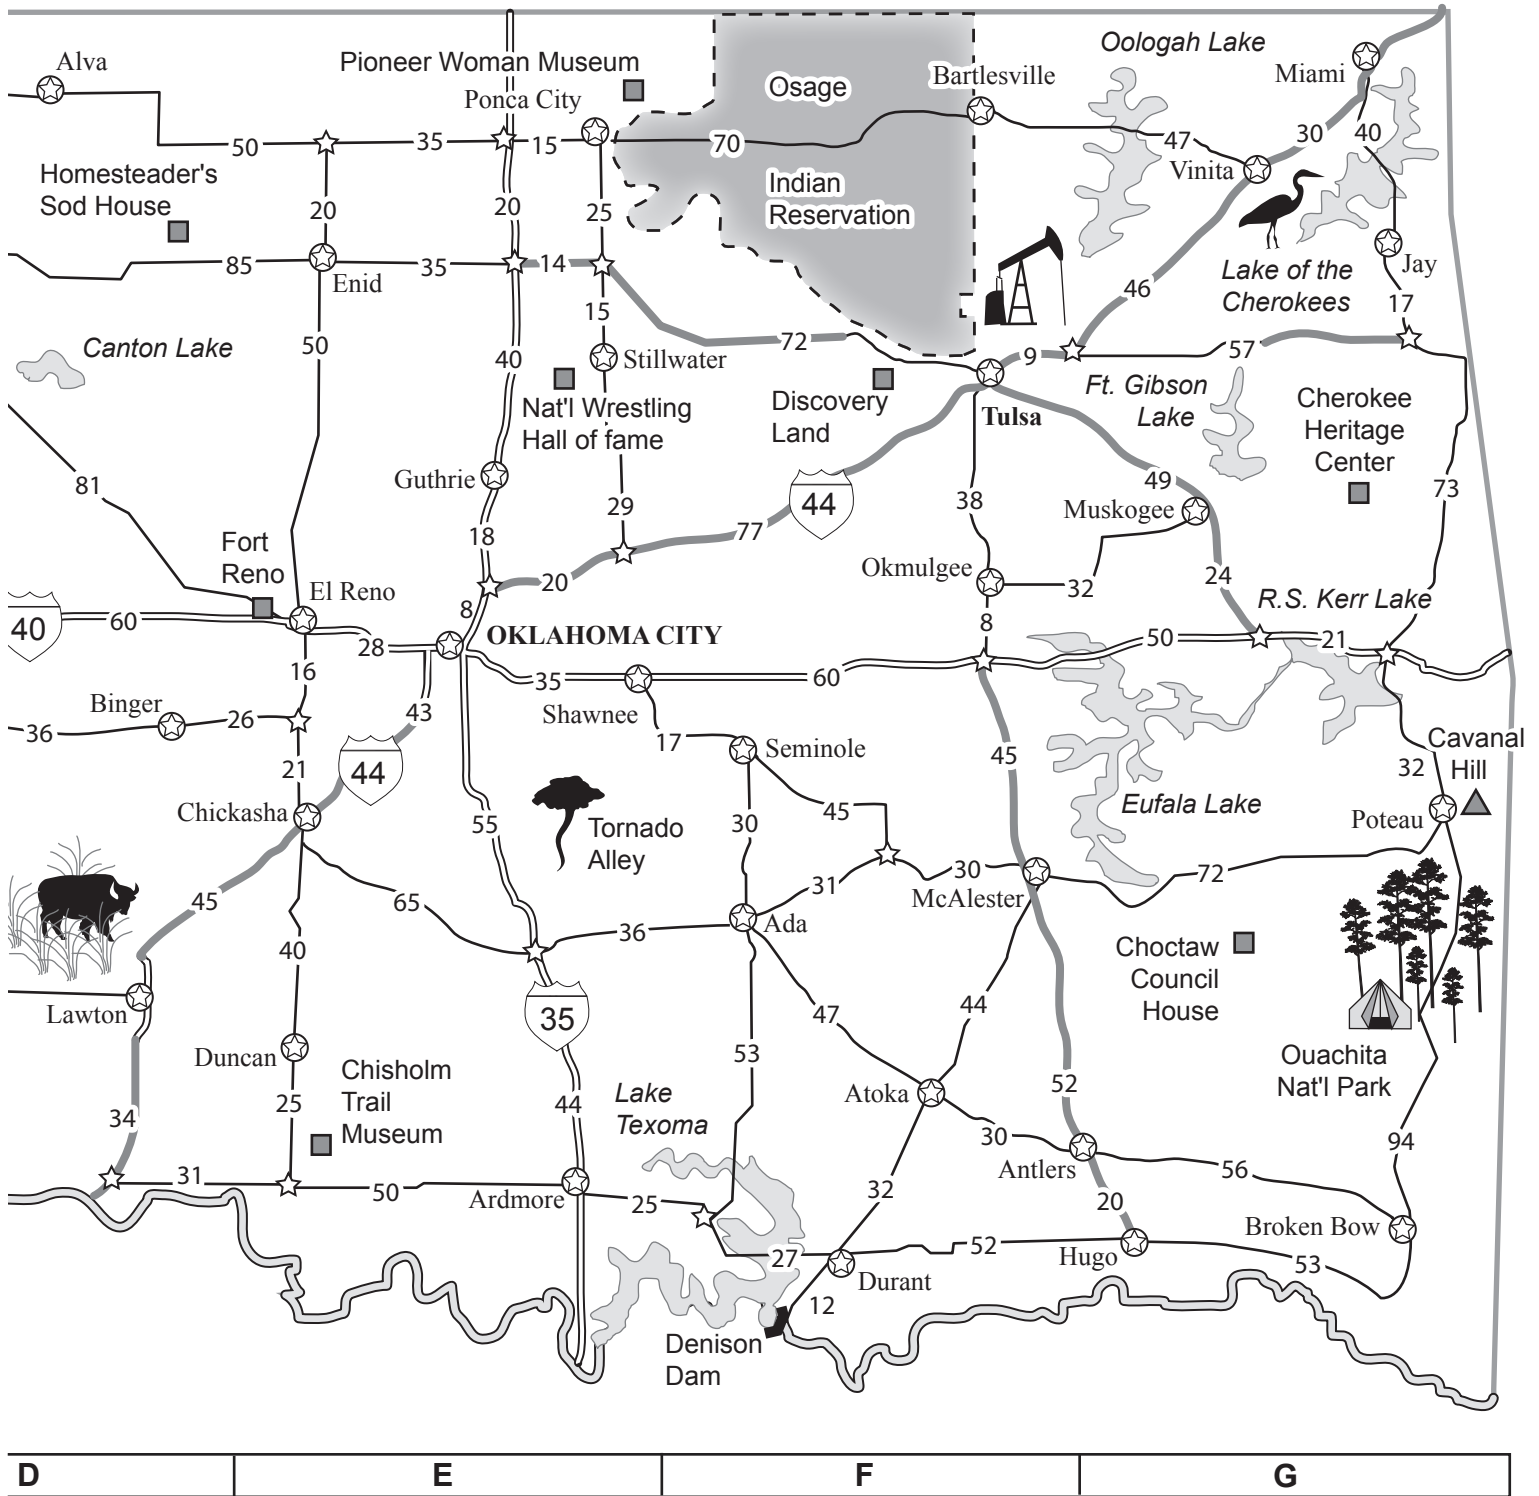 Oologah Lake
Alva
Pioneer Woman Museum
Miami
Bartlesville
Osage
Ponca City
50
35
15
70
47
30
40
Vinita
Homesteader's
Sod House
Indian
Reservation
20
20
25
Jay
Lake of the
Cherokees
85
35
14
Enid
46
17
15
Canton Lake
50
40
Stillwater
72
9
57
Ft. Gibson
Lake
Nat'l Wrestling
Hall of fame
Discovery
Land
Tulsa
Cherokee
Heritage
Center
81
Guthrie
38
49
73
Muskogee
29
44
77
18
Fort
Reno
Okmulgee
32
24
20
El Reno
R.S. Kerr Lake
8
40
60
8
OKLAHOMA CITY
28
50
21
16
35
60
Binger
26
43
Shawnee
36
17
Seminole
45
Cavanal
Hill
32
21
44
Eufala Lake
Chickasha
55
Tornado
Alley
30
45
Poteau
30
72
31
McAlester
45
65
36
Ada
40
Choctaw
Council
House
Lawton
35
47
44
Duncan
53
Ouachita
Nat'l Park
Chisholm
Trail
Museum
Lake
Texoma
52
Atoka
25
44
34
30
94
Antlers
56
31
50
Ardmore
25
32
20
Broken Bow
27
52
Hugo
53
Durant
12
Denison
Dam
D E F G